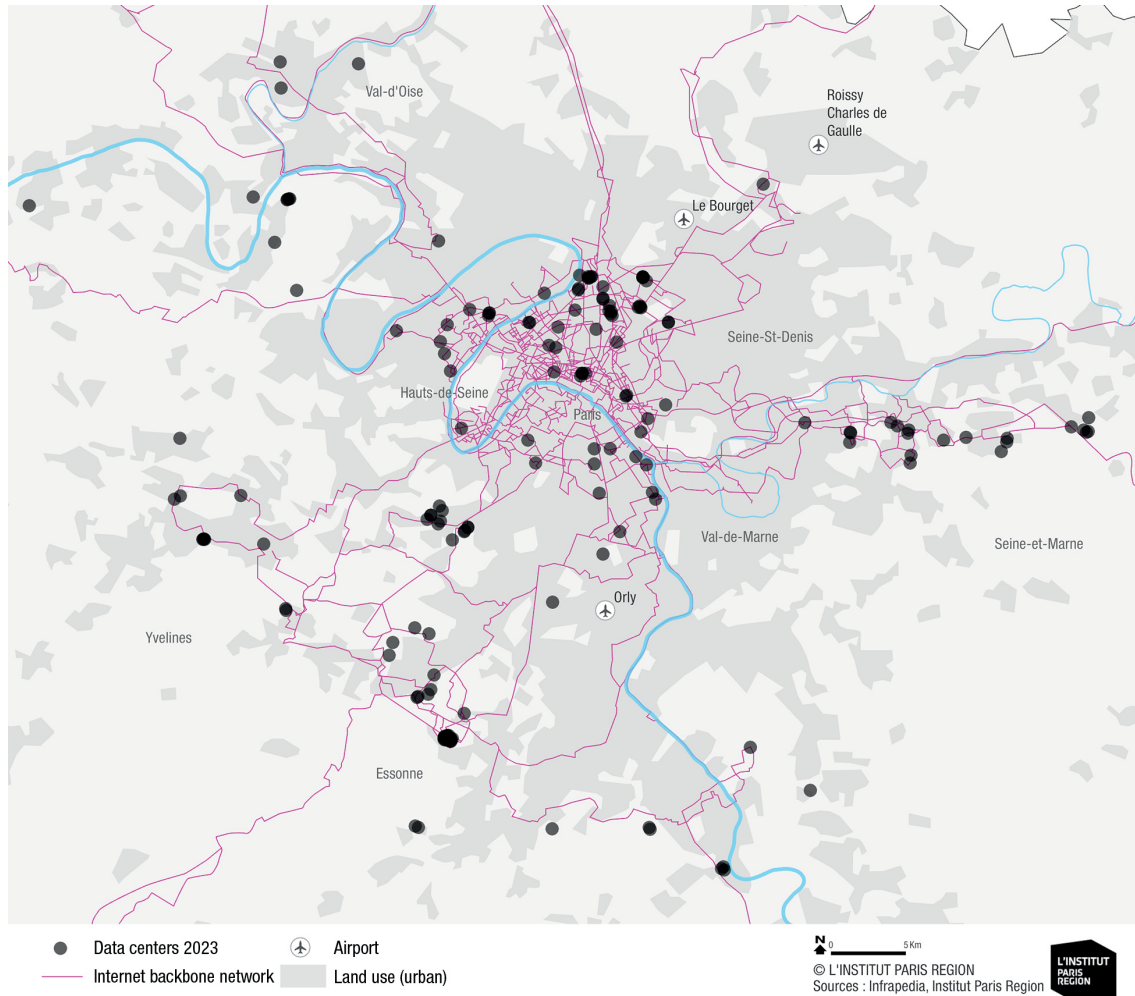 Val-d'Oise
Roissy
Charles de
Gaulle
Le Bourget
Seine-St-Denis
Hauts-de-Seine
Paris
Val-de-Marne
Seine-et-Marne
Orly
Yvelines
Essonne
Data centers 2023
Airport
Internet backbone network
Land use (urban)
N
0 5 Km
© L'INSTITUT PARIS REGION
Sources : Infrapedia, Institut Paris Region
L'INSTITUT
PARIS
REGION